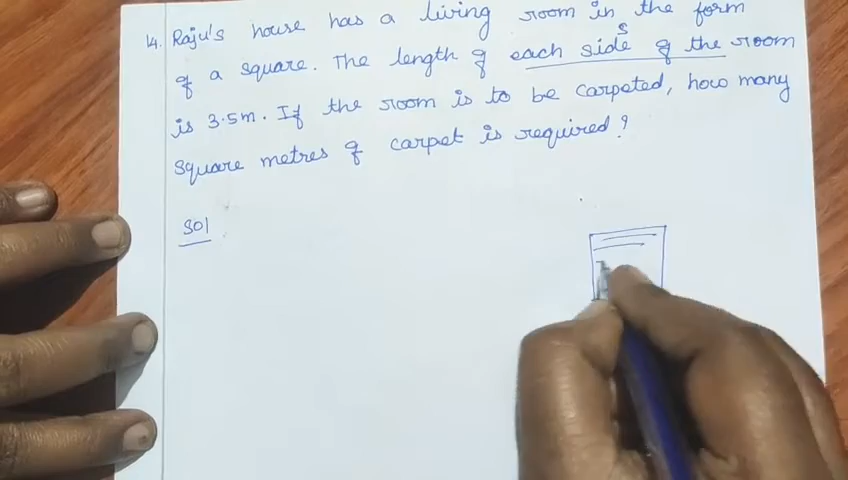 14. Raju's house has a living room in the form
of a square. The length of each side of the room
s
is 3.5m. If the room is to be carpeted, how many
square metres of carpet is required?
Sol